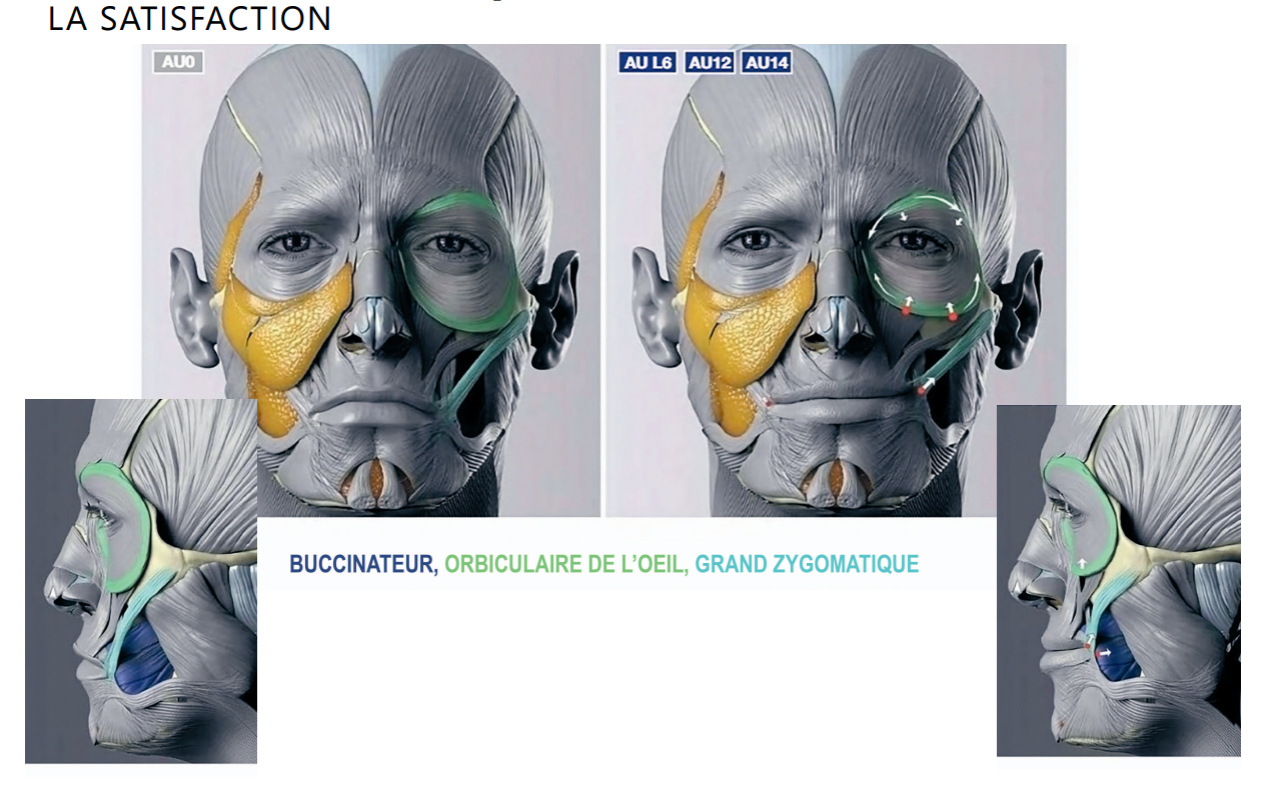 LA SATISFACTION
AU0
AU L6 AU12 AU14
BUCCINATEUR, ORBICULAIRE DE L'OEIL, GRAND ZYGOMATIQUE